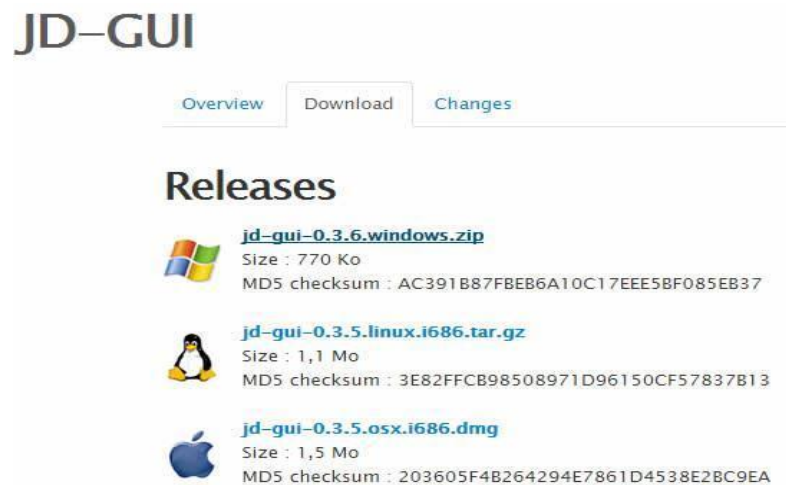 JD-GUI
Overview Download Changes
Releases
jd-gui-0.3.6.windows.zip
Size : 770 Ko
MD5 checksum : AC391B87FBEB6A10C17EEE5BF085EB37
jd-gui-0.3.5.linux.i686.tar.gz
Size : 1,1 Mo
MD5 checksum : 3E82FFCB98508971D96150CF57837B13
jd-gui-0.3.5.osx.i686.dmg
Size : 1,5 Mo
MD5 checksum : 203605F4B264294E7861D4538E2BC9EA